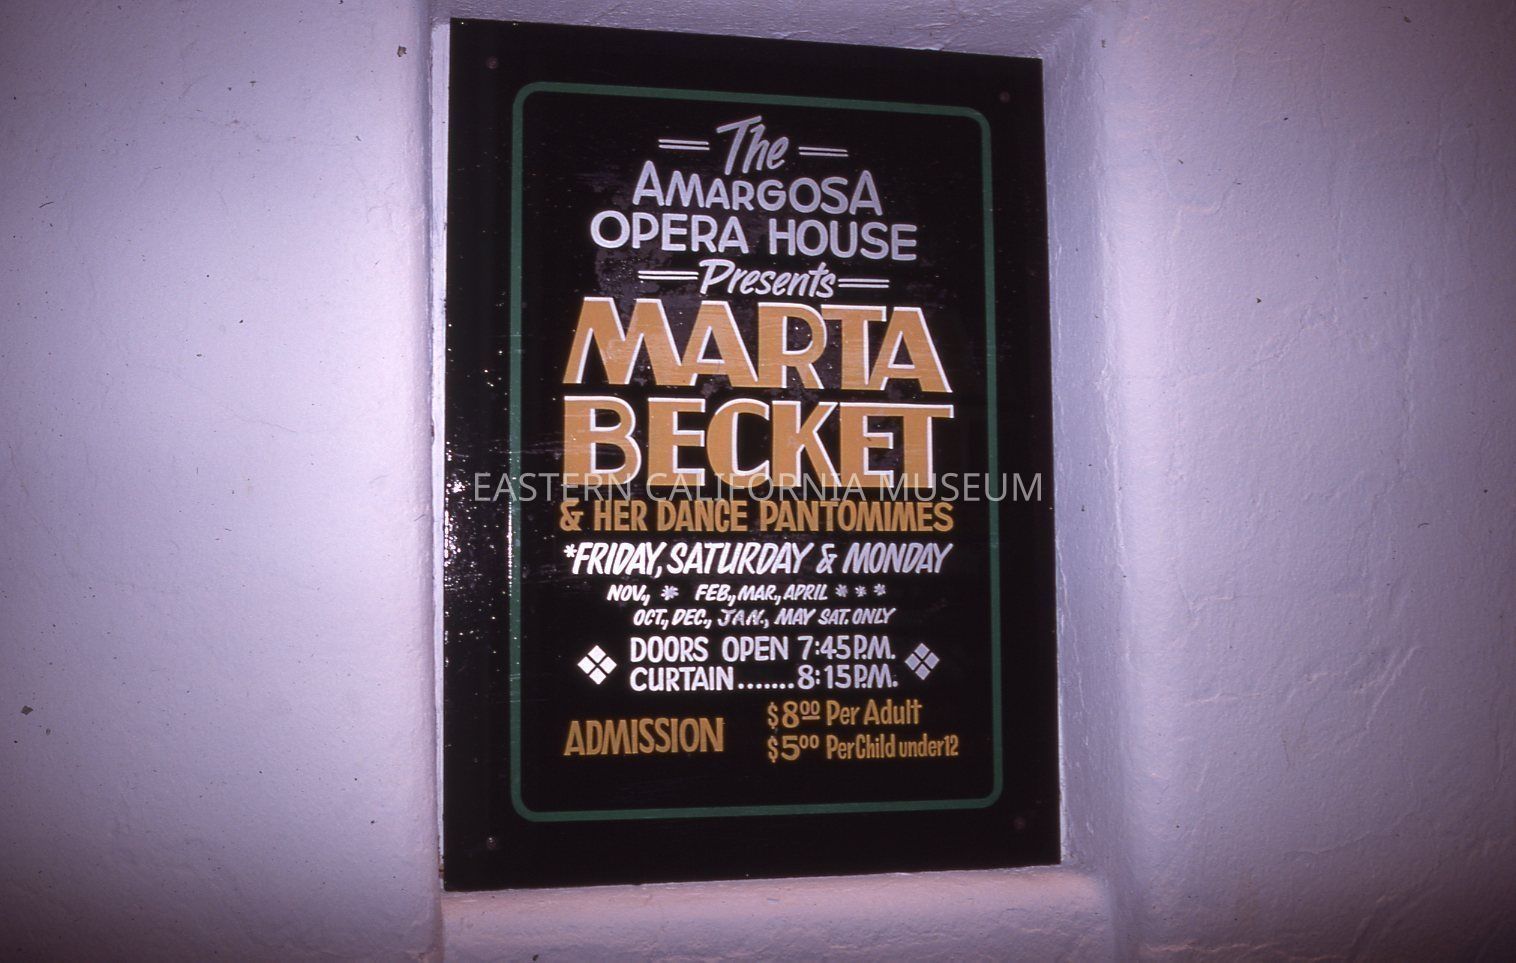 The
AMARGOSA
OPERA HOUSE
Presents
MARTA
BECKET
EASTERN CALIFORNIA MUSEUM
& HER DANCE PANTOMIMES
*FRIDAY, SATURDAY & MONDAY
NOV., * FEB., MAR., APRIL * * *
OCT., DEC., JAN., MAY SAT. ONLY
DOORS OPEN 7:45 P.M.
CURTAIN.......8:15 P.M.
ADMISSION $8.00 Per Adult
$5.00 Per Child under 12